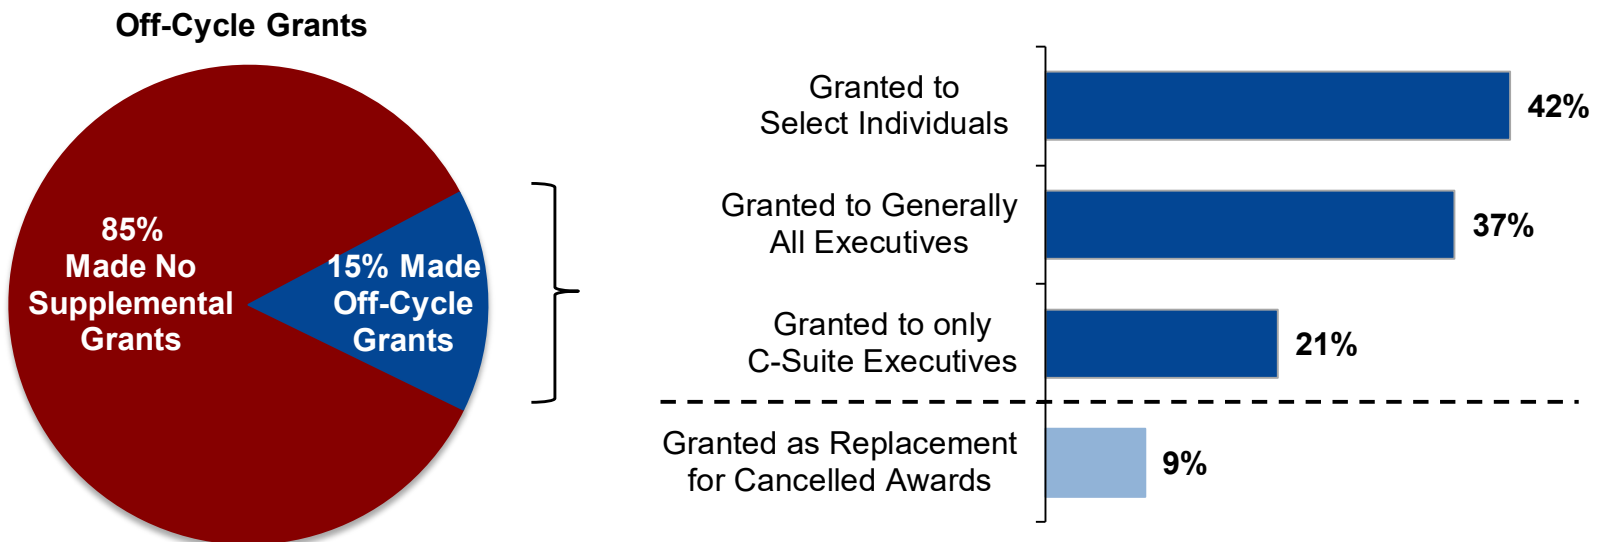 Off-Cycle Grants
85%
Made No
Supplemental
Grants
15% Made
Off-Cycle
Grants
Granted to
Select Individuals
42%
Granted to Generally
All Executives
37%
Granted to only
C-Suite Executives
21%
Granted as Replacement
for Cancelled Awards
9%